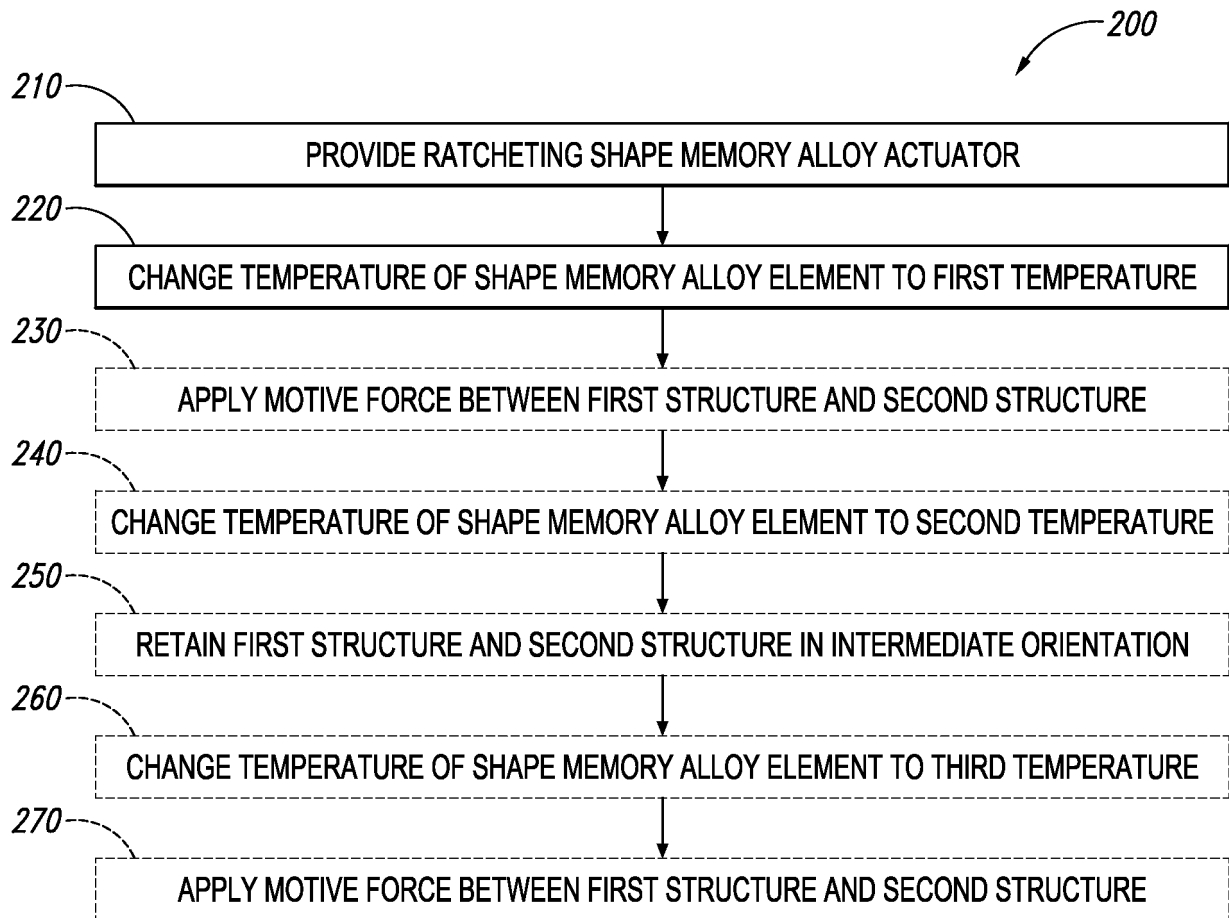 200
210
PROVIDE RATCHETING SHAPE MEMORY ALLOY ACTUATOR
220
CHANGE TEMPERATURE OF SHAPE MEMORY ALLOY ELEMENT TO FIRST TEMPERATURE
230
APPLY MOTIVE FORCE BETWEEN FIRST STRUCTURE AND SECOND STRUCTURE
240
CHANGE TEMPERATURE OF SHAPE MEMORY ALLOY ELEMENT TO SECOND TEMPERATURE
250
RETAIN FIRST STRUCTURE AND SECOND STRUCTURE IN INTERMEDIATE ORIENTATION
260
CHANGE TEMPERATURE OF SHAPE MEMORY ALLOY ELEMENT TO THIRD TEMPERATURE
270
APPLY MOTIVE FORCE BETWEEN FIRST STRUCTURE AND SECOND STRUCTURE